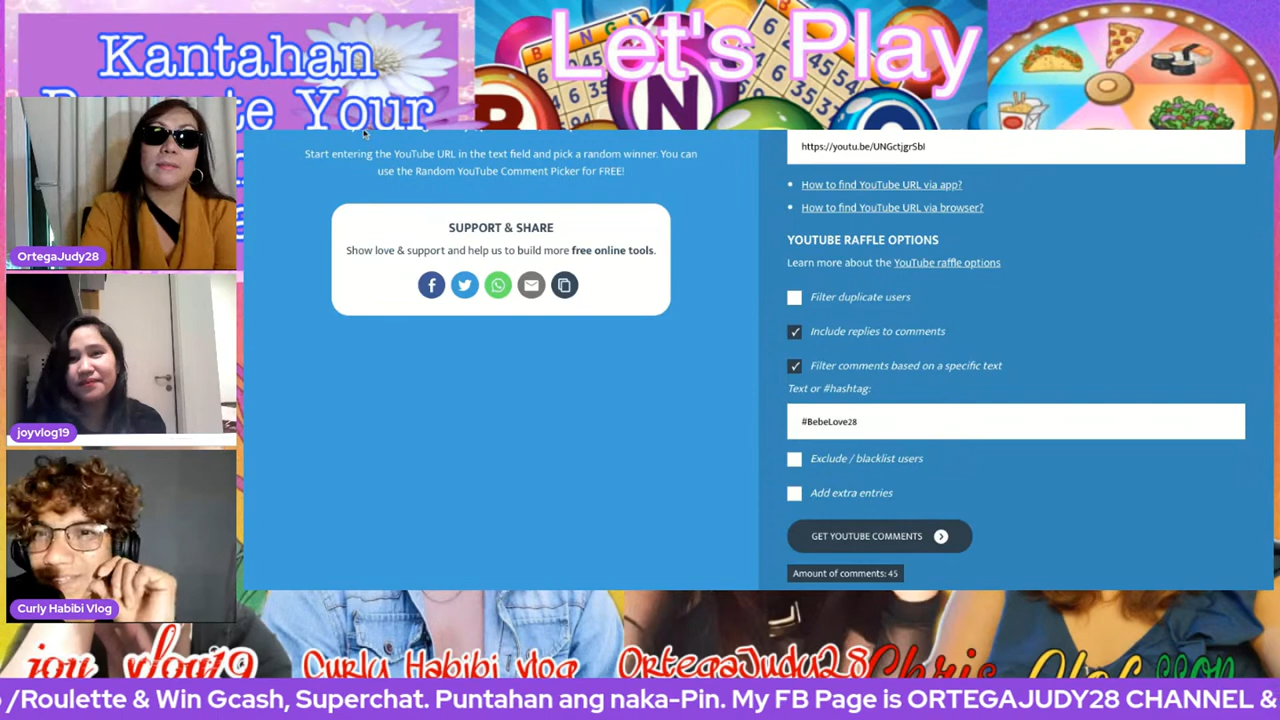 Kantahan
Let's Play
te Your
BINGO
N
Start entering the YouTube URL in the text field and pick a random winner. You can
use the Random YouTube Comment Picker for FREE!
SUPPORT & SHARE
Show love & support and help us to build more free online tools.
https://youtu.be/UNGctjgrSbI
How to find YouTube URL via app?
How to find YouTube URL via browser?
YOUTUBE RAFFLE OPTIONS
Learn more about the YouTube raffle options
Filter duplicate users
Include replies to comments
Filter comments based on a specific text
Text or #hashtag:
#BebeLove28
Exclude / blacklist users
Add extra entries
GET YOUTUBE COMMENTS
Amount of comments: 45
OrtegaJudy28
joyvlog19
Curly Habibi Vlog
joy vlog19
Curly Habibi vlog
OrtegaJudy28
Chris
/Roulette & Win Gcash, Superchat. Puntahan ang naka-Pin. My FB Page is ORTEGAJUDY28 CHANNEL &